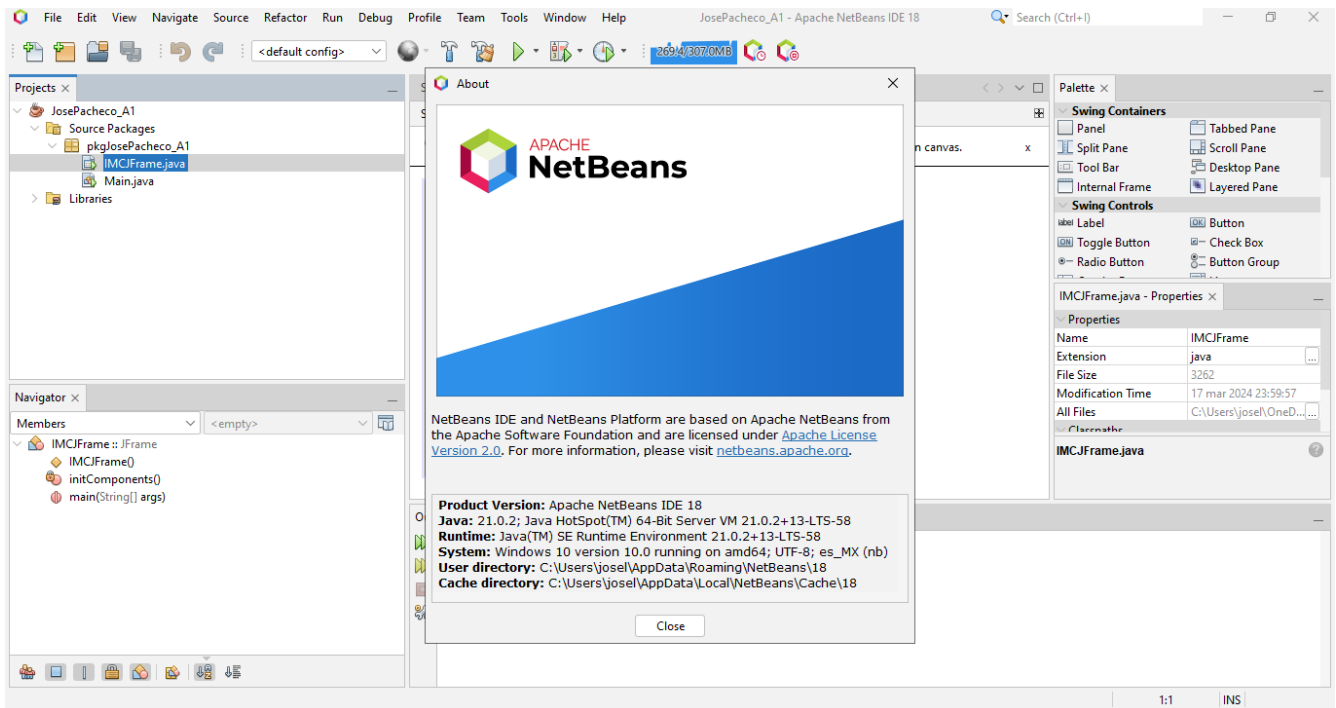 File Edit View Navigate Source Refactor Run Debug Profile Team Tools Window Help JosePacheco_A1 - Apache NetBeans IDE 18 Search (Ctrl+I)
<default config> 269,4/307,0MB
Projects
JosePacheco_A1
Source Packages
pkgJosePacheco_A1
IMCJFrame.java
Main.java
Libraries
Navigator
Members <empty>
IMCJFrame :: JFrame
IMCJFrame()
initComponents()
main(String[] args)
About
APACHE
NetBeans
NetBeans IDE and NetBeans Platform are based on Apache NetBeans from
the Apache Software Foundation and are licensed under Apache License
Version 2.0. For more information, please visit netbeans.apache.org.
Product Version: Apache NetBeans IDE 18
Java: 21.0.2; Java HotSpot(TM) 64-Bit Server VM 21.0.2+13-LTS-58
Runtime: Java(TM) SE Runtime Environment 21.0.2+13-LTS-58
System: Windows 10 version 10.0 running on amd64; UTF-8; es_MX (nb)
User directory: C:\Users\josel\AppData\Roaming\NetBeans\18
Cache directory: C:\Users\josel\AppData\Local\NetBeans\Cache\18
Close
n canvas. x
Palette
Swing Containers
Panel Tabbed Pane
Split Pane Scroll Pane
Tool Bar Desktop Pane
Internal Frame Layered Pane
Swing Controls
label Label OK Button
ON Toggle Button Check Box
Radio Button Button Group
IMCJFrame.java - Properties
Properties
Name IMCJFrame
Extension java ...
File Size 3262
Modification Time 17 mar 2024 23:59:57
All Files C:\Users\josel\OneD... ...
Classpaths
IMCJFrame.java
1:1 INS